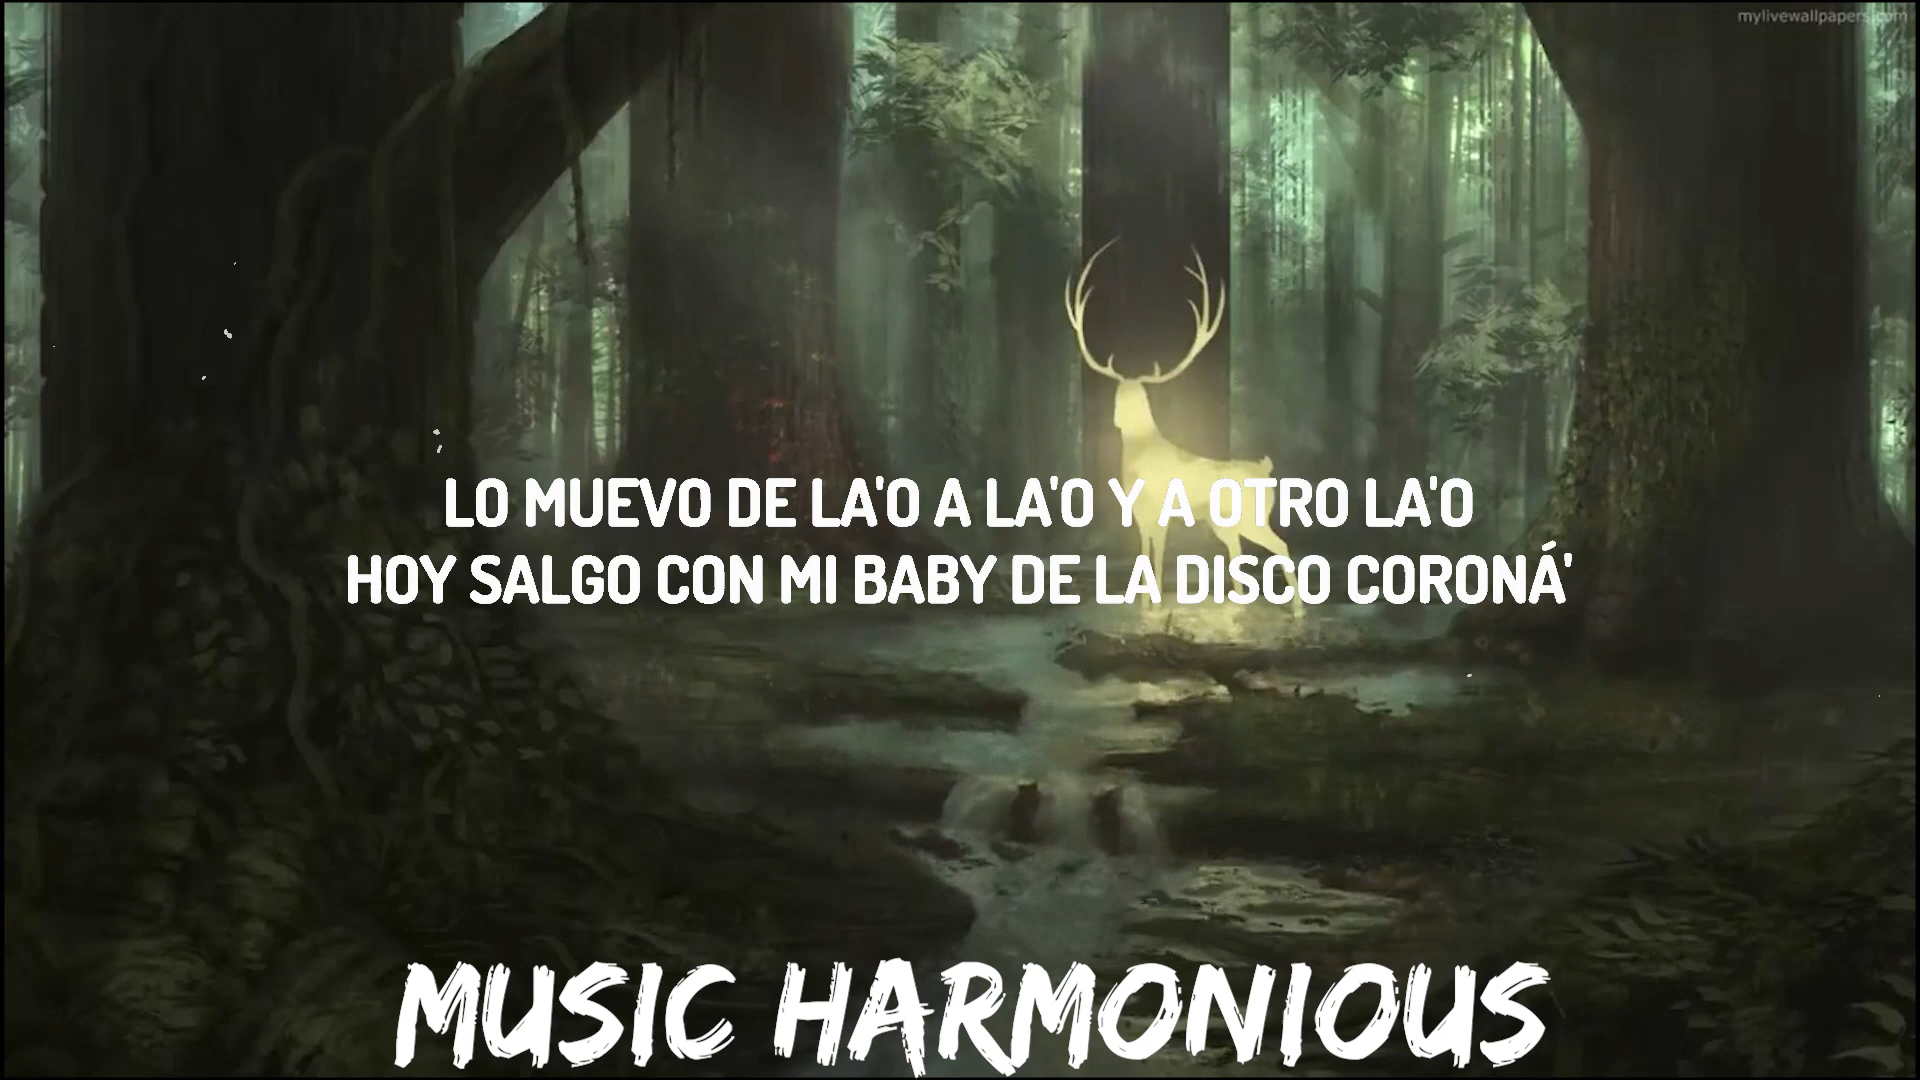 mylivewallpapers.com
LO MUEVO DE LA'O A LA'O Y A OTRO LA'O
HOY SALGO CON MI BABY DE LA DISCO CORONÁ'
MUSIC HARMONIOUS